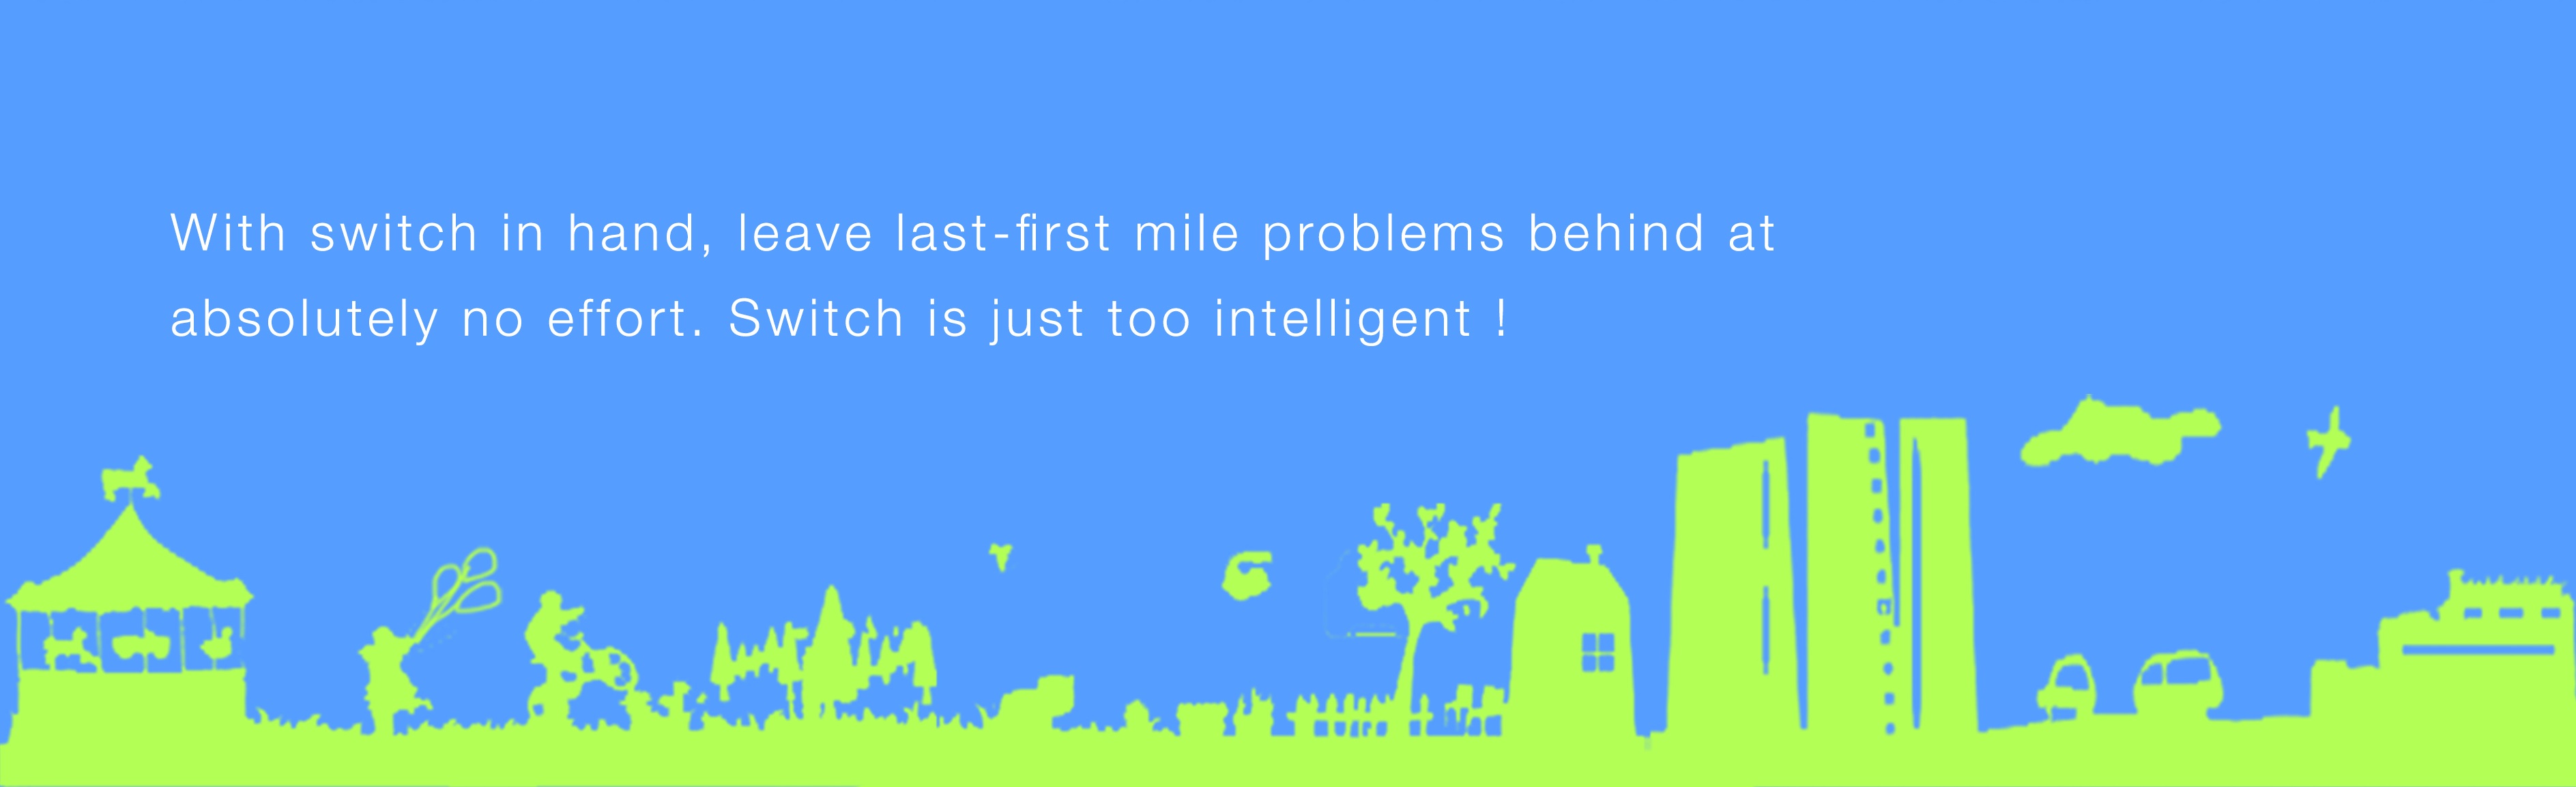 With switch in hand, leave last-first mile problems behind at
absolutely no effort. Switch is just too intelligent !